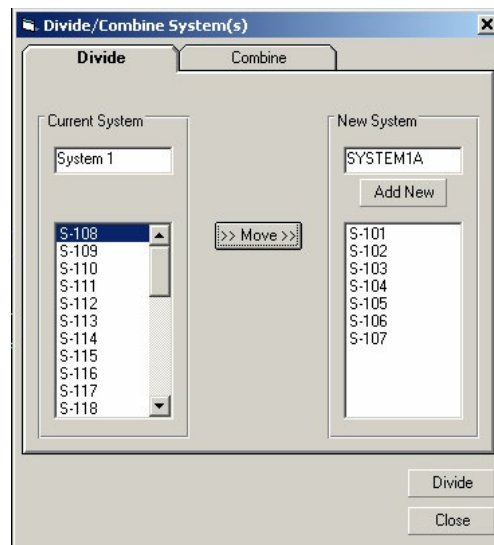 Divide/Combine System(s)
Divide
Combine
Current System
System 1
S-108
S-109
S-110
S-111
S-112
S-113
S-114
S-115
S-116
S-117
S-118
>> Move >>
New System
SYSTEM1A
Add New
S-101
S-102
S-103
S-104
S-105
S-106
S-107
Divide
Close